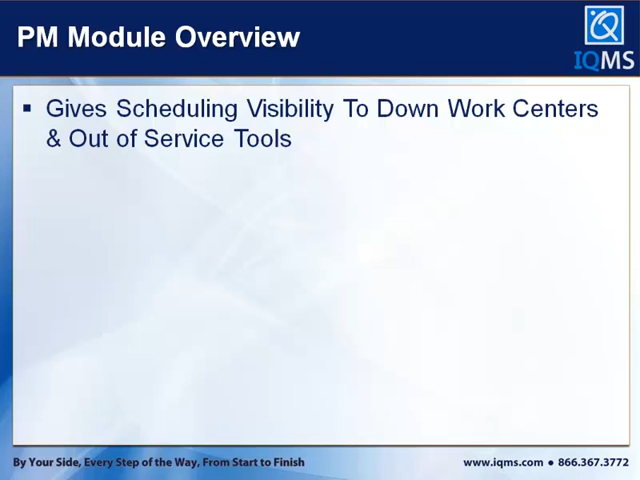 PM Module Overview
IQMS
▪ Gives Scheduling Visibility To Down Work Centers
& Out of Service Tools
By Your Side, Every Step of the Way, From Start to Finish
www.iqms.com ● 866.367.3772